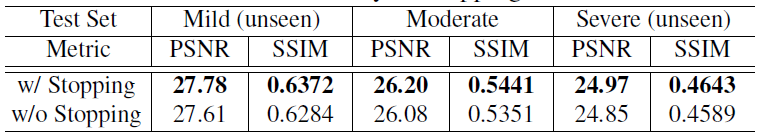 Test Set Mild (unseen) Moderate Severe (unseen)
Metric PSNR SSIM PSNR SSIM PSNR SSIM
w/ Stopping 27.78 0.6372 26.20 0.5441 24.97 0.4643
w/o Stopping 27.61 0.6284 26.08 0.5351 24.85 0.4589